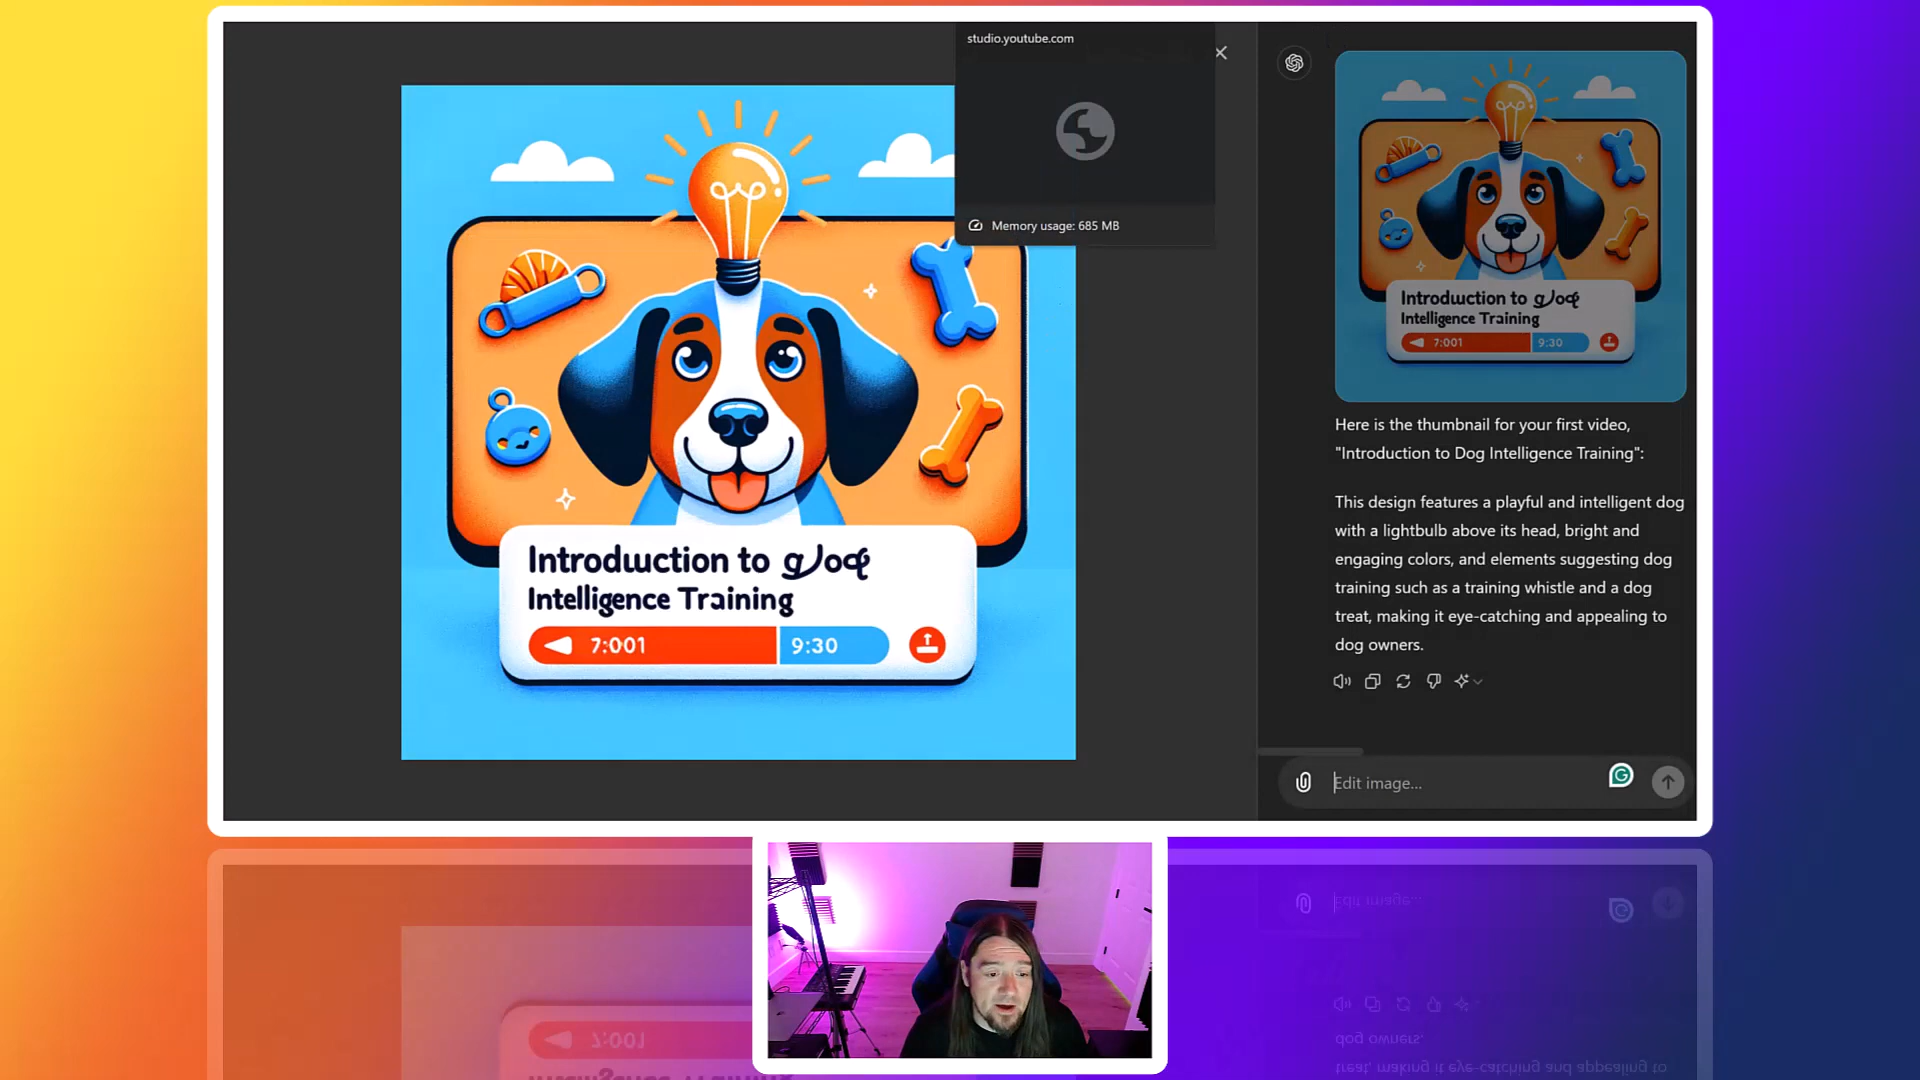 studio.youtube.com
Memory usage: 685 MB
Introduction to
Intelligence Training
7:001
9:30
Introduction to
Intelligence Training
7:001
9:30
Here is the thumbnail for your first video,
"Introduction to Dog Intelligence Training":
This design features a playful and intelligent dog
with a lightbulb above its head, bright and
engaging colors, and elements suggesting dog
training such as a training whistle and a dog
treat, making it eye-catching and appealing to
dog owners.
Edit image...